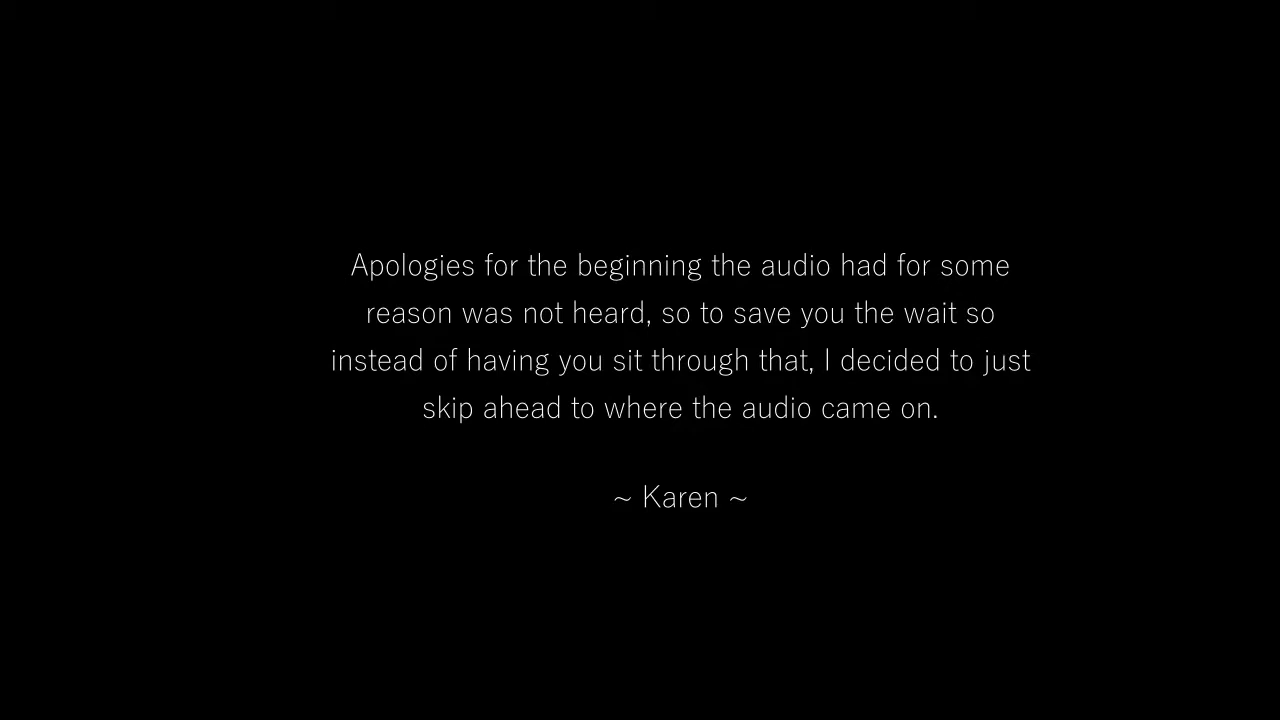 Apologies for the beginning the audio had for some
reason was not heard, so to save you the wait so
instead of having you sit through that, I decided to just
skip ahead to where the audio came on.
~ Karen ~